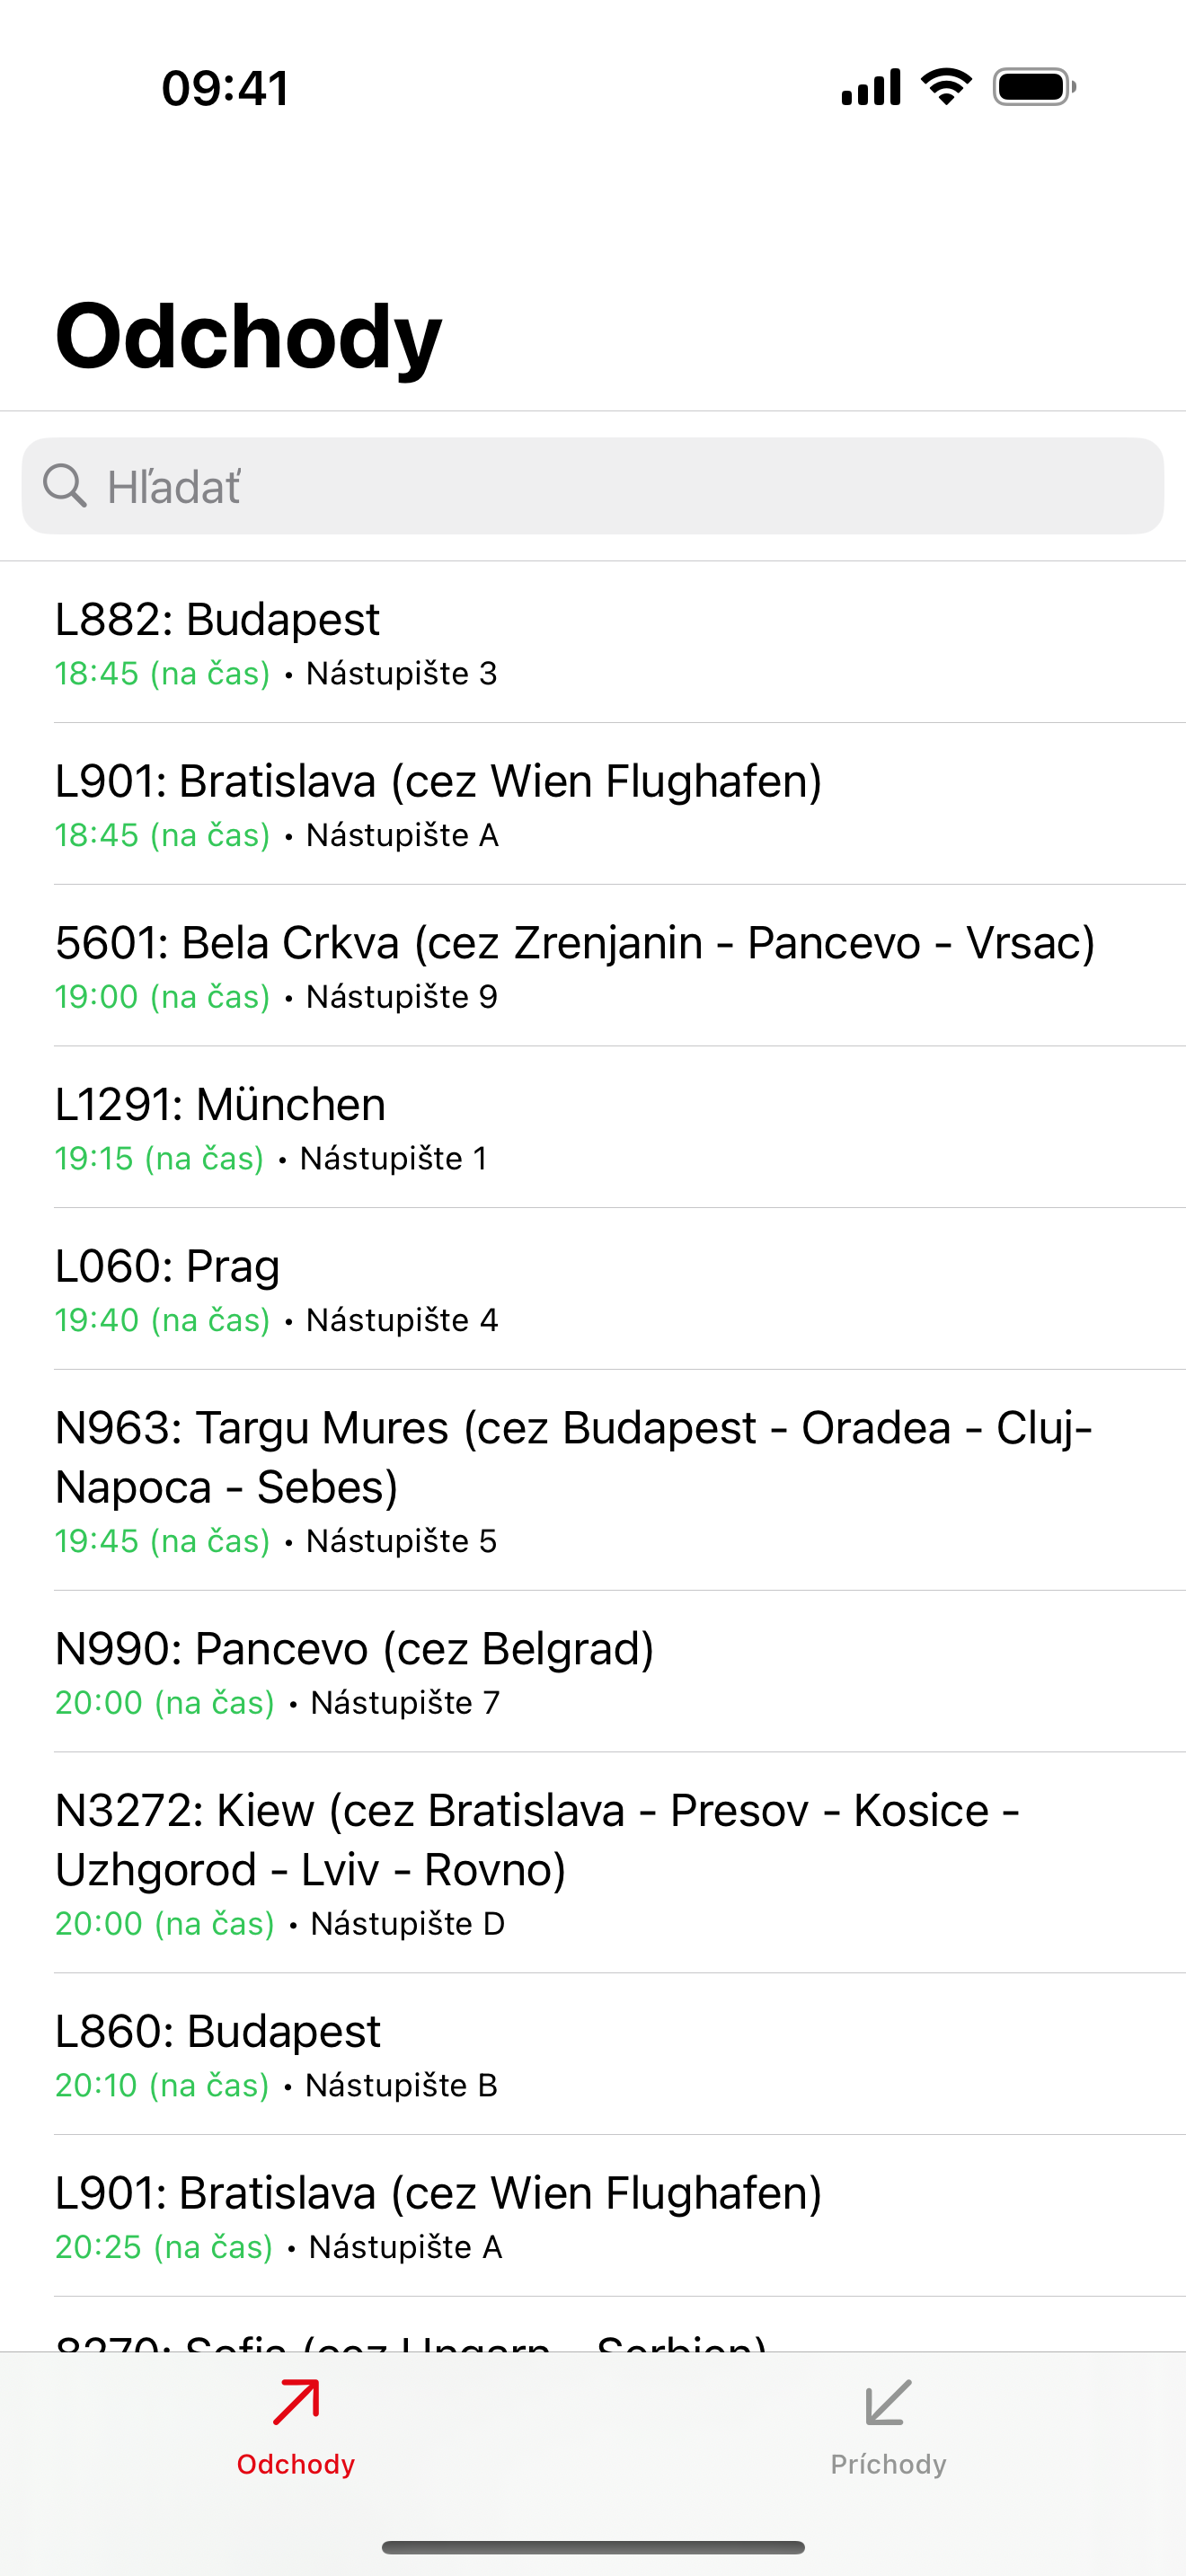 09:41
Odchody
Hľadať
L882: Budapest
18:45 (na čas) • Nástupište 3
L901: Bratislava (cez Wien Flughafen)
18:45 (na čas) • Nástupište A
5601: Bela Crkva (cez Zrenjanin - Pancevo - Vrsac)
19:00 (na čas) • Nástupište 9
L1291: München
19:15 (na čas) • Nástupište 1
L060: Prag
19:40 (na čas) • Nástupište 4
N963: Targu Mures (cez Budapest - Oradea - Cluj-
Napoca - Sebes)
19:45 (na čas) • Nástupište 5
N990: Pancevo (cez Belgrad)
20:00 (na čas) • Nástupište 7
N3272: Kiew (cez Bratislava - Presov - Kosice -
Uzhgorod - Lviv - Rovno)
20:00 (na čas) • Nástupište D
L860: Budapest
20:10 (na čas) • Nástupište B
L901: Bratislava (cez Wien Flughafen)
20:25 (na čas) • Nástupište A
8270: Sofia (cez Ungarn - Serbien)
Odchody
Príchody